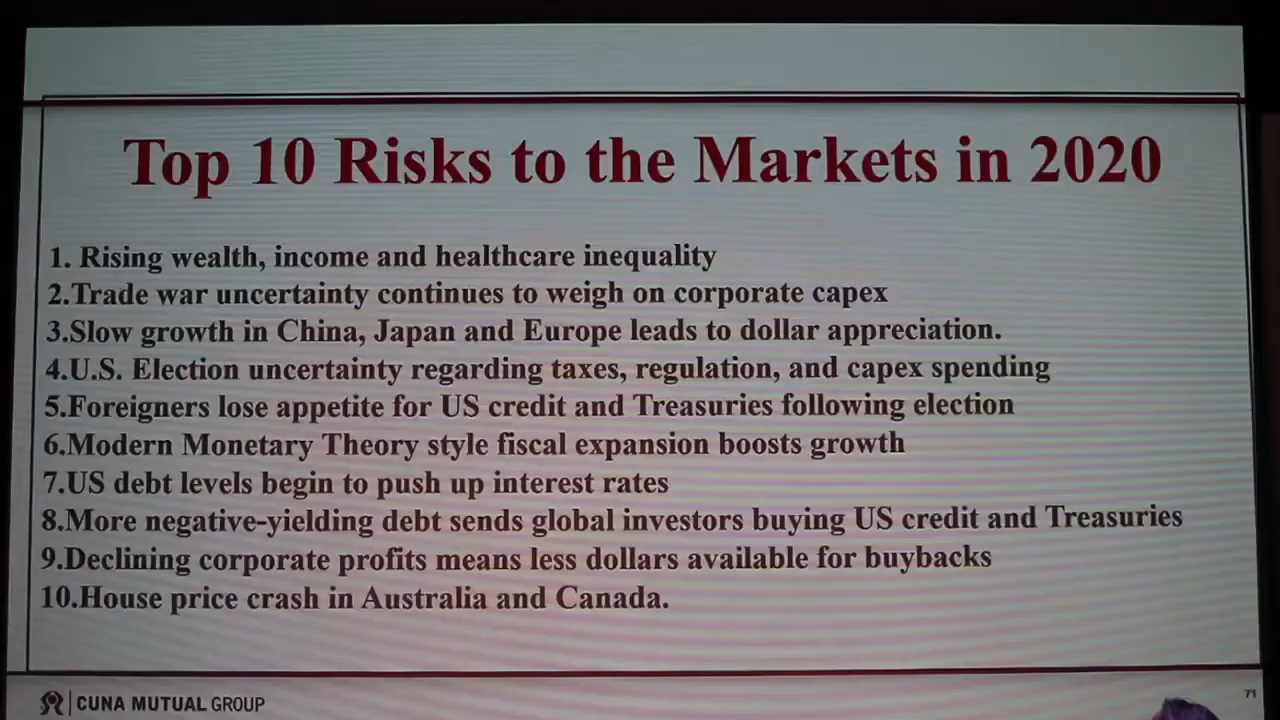 Top 10 Risks to the Markets in 2020
1. Rising wealth, income and healthcare inequality
2.Trade war uncertainty continues to weigh on corporate capex
3.Slow growth in China, Japan and Europe leads to dollar appreciation.
4.U.S. Election uncertainty regarding taxes, regulation, and capex spending
5.Foreigners lose appetite for US credit and Treasuries following election
6.Modern Monetary Theory style fiscal expansion boosts growth
7.US debt levels begin to push up interest rates
8.More negative-yielding debt sends global investors buying US credit and Treasuries
9.Declining corporate profits means less dollars available for buybacks
10.House price crash in Australia and Canada.
CUNA MUTUAL GROUP
71